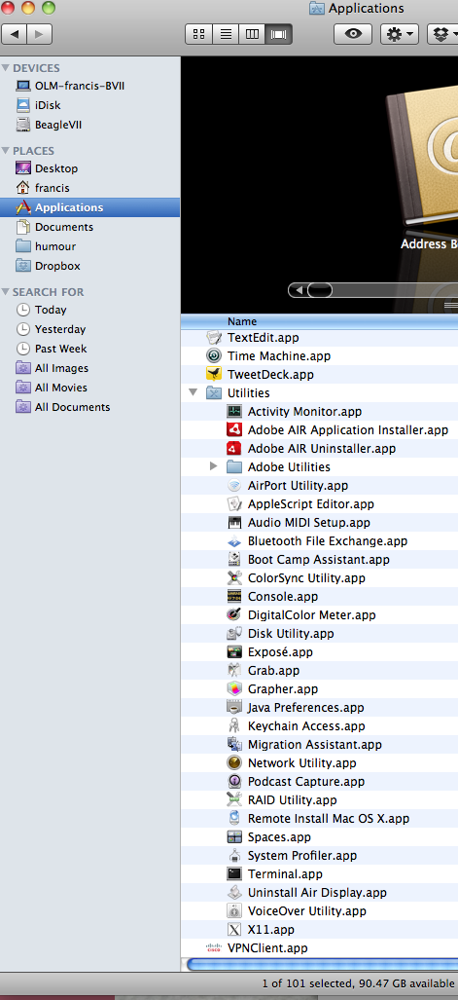 Applications
DEVICES
OLM-francis-BVII
iDisk
BeagleVII
PLACES
Desktop
francis
Applications
Documents
humour
Dropbox
SEARCH FOR
Today
Yesterday
Past Week
All Images
All Movies
All Documents
@
Address B
Name
TextEdit.app
Time Machine.app
TweetDeck.app
Utilities
Activity Monitor.app
Adobe AIR Application Installer.app
Adobe AIR Uninstaller.app
Adobe Utilities
AirPort Utility.app
AppleScript Editor.app
Audio MIDI Setup.app
Bluetooth File Exchange.app
Boot Camp Assistant.app
ColorSync Utility.app
Console.app
DigitalColor Meter.app
Disk Utility.app
Exposé.app
Grab.app
Grapher.app
Java Preferences.app
Keychain Access.app
Migration Assistant.app
Network Utility.app
Podcast Capture.app
RAID Utility.app
Remote Install Mac OS X.app
Spaces.app
System Profiler.app
Terminal.app
Uninstall Air Display.app
VoiceOver Utility.app
X11.app
VPNClient.app
1 of 101 selected, 90.47 GB available